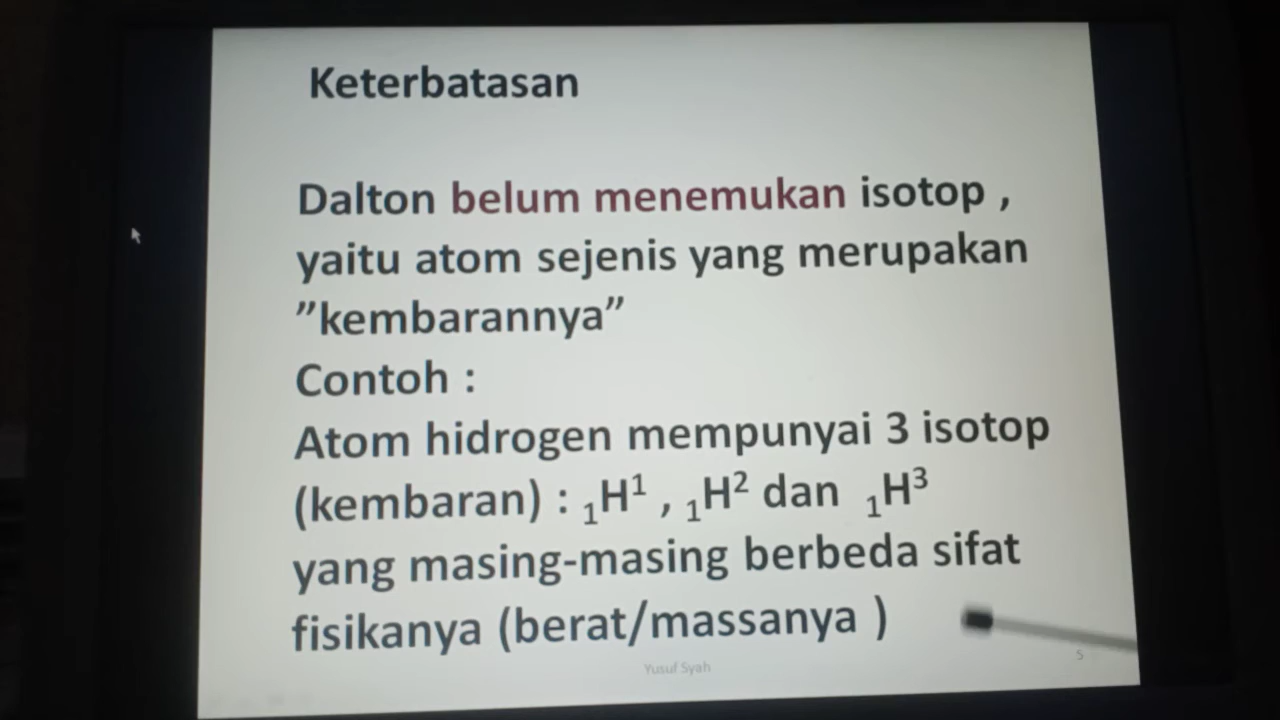 Keterbatasan
Dalton belum menemukan isotop ,
yaitu atom sejenis yang merupakan
”kembarannya”
Contoh :
Atom hidrogen mempunyai 3 isotop
(kembaran) : ₁H¹ , ₁H² dan ₁H³
yang masing-masing berbeda sifat
fisikanya (berat/massanya )
Yusuf Syah
5